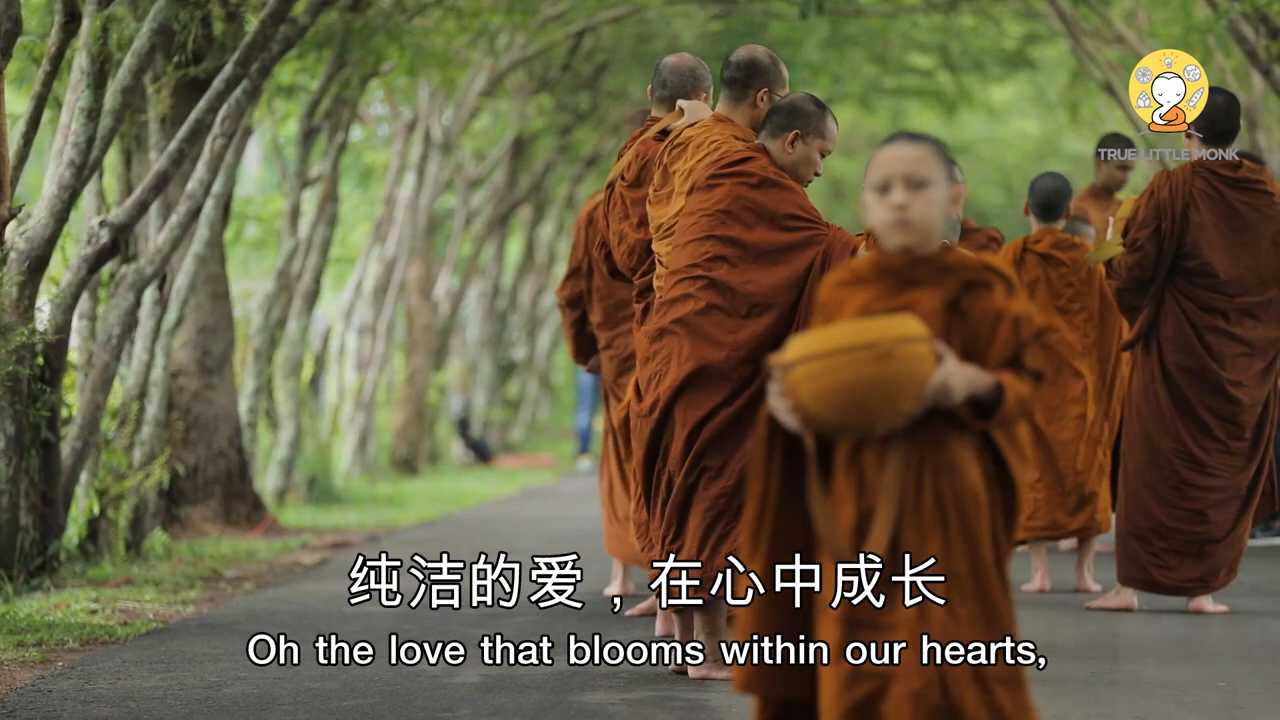 TRUE LITTLE MONK
纯洁的爱，在心中成长
Oh the love that blooms within our hearts,